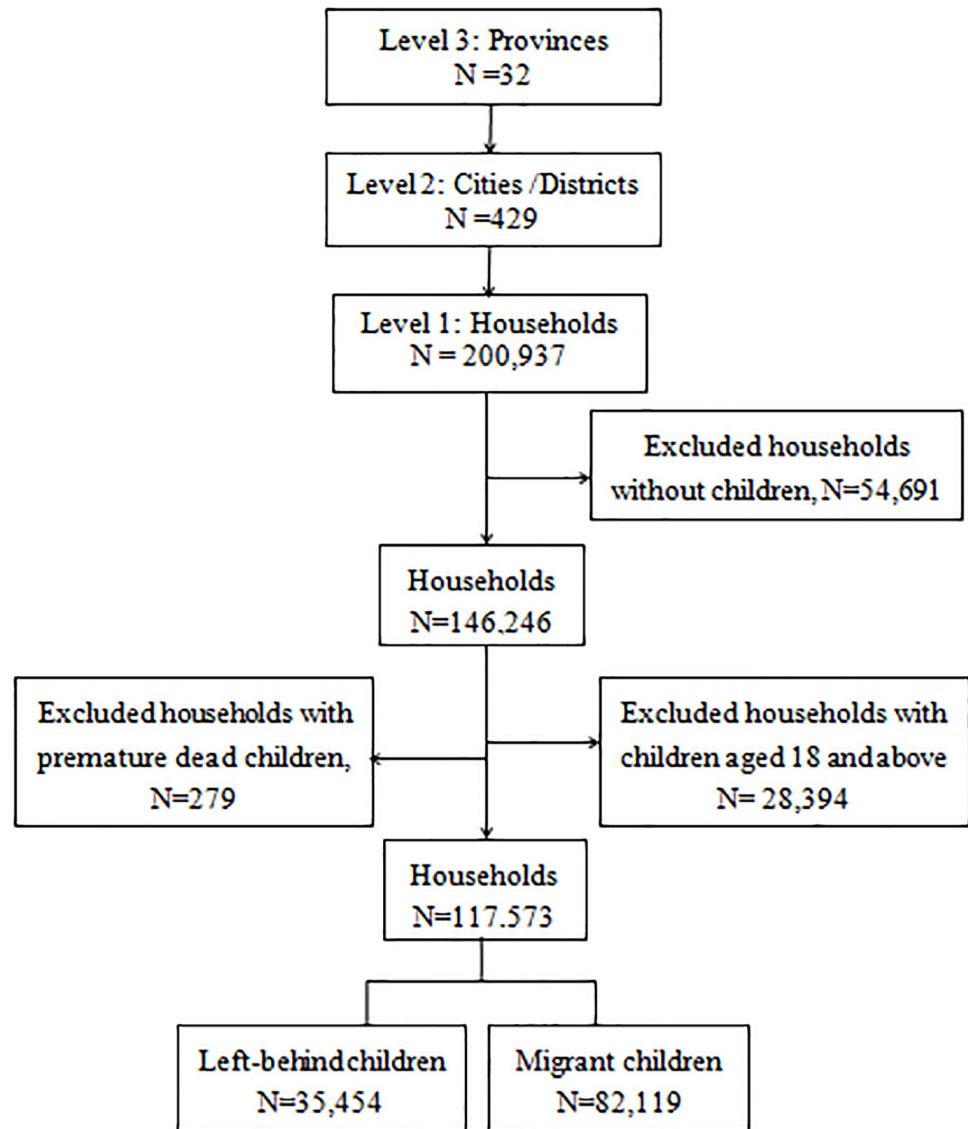 Level 3: Provinces
N =32
Level 2: Cities /Districts
N =429
Level 1: Households
N = 200,937
Excluded households
without children, N=54,691
Households
N=146.246
Excluded households with
premature dead children,
N=279
Excluded households with
children aged 18 and above
N= 28,394
Households
N=117.573
Left-behind children
N=35,454
Migrant children
N=82,119